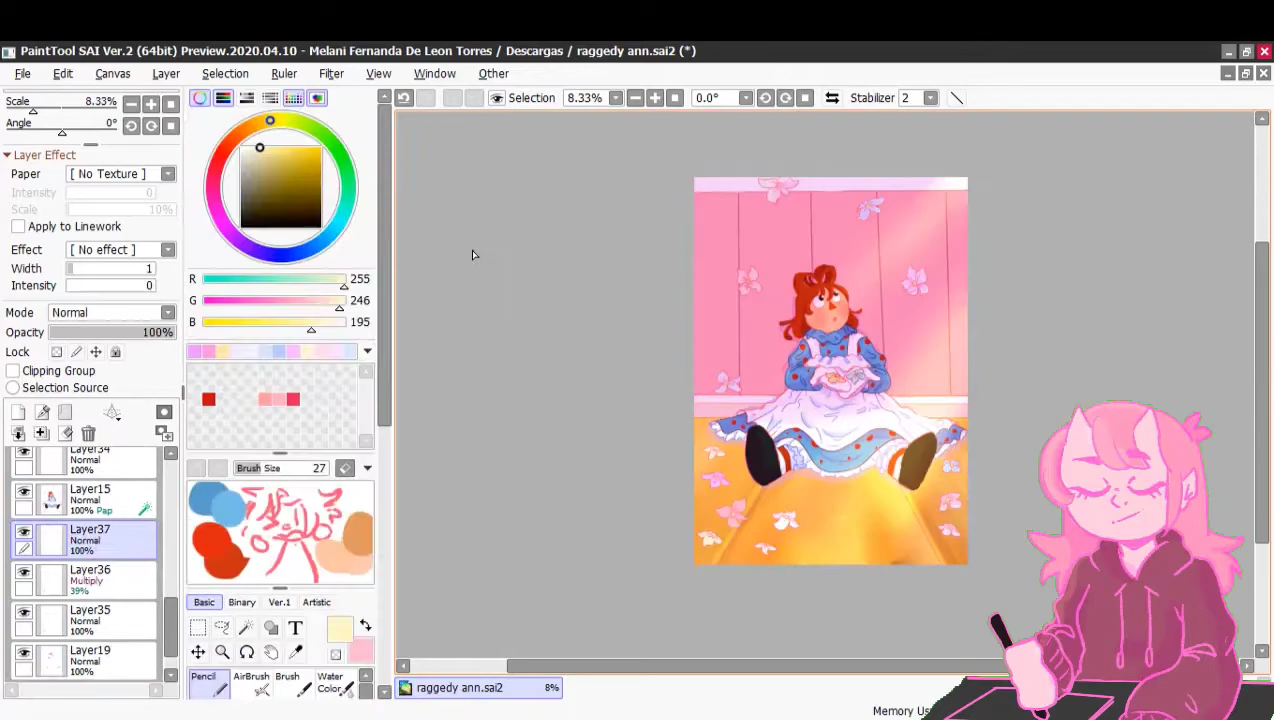 PaintTool SAI Ver.2 (64bit) Preview.2020.04.10 - Melani Fernanda De Leon Torres / Descargas / raggedy ann.sai2 (*)
File Edit Canvas Layer Selection Ruler Filter View Window Other
Scale 8.33%
Angle 0°
Selection 8.33% 0.0° Stabilizer 2
Layer Effect
Paper [ No Texture ]
Intensity 0
Scale 10%
Apply to Linework
Effect [ No effect ]
Width 1
Intensity 0
Mode Normal
Opacity 100%
Lock
Clipping Group
Selection Source
R 255
G 246
B 195
Brush Size 27
Layer34
Normal
100%
Layer15
Normal
100% Pap
Layer37
Normal
100%
Layer36
Multiply
39%
Layer35
Normal
100%
Layer19
Normal
100%
Basic Binary Ver.1 Artistic
T
Pencil AirBrush Brush Water Color
raggedy ann.sai2 8%